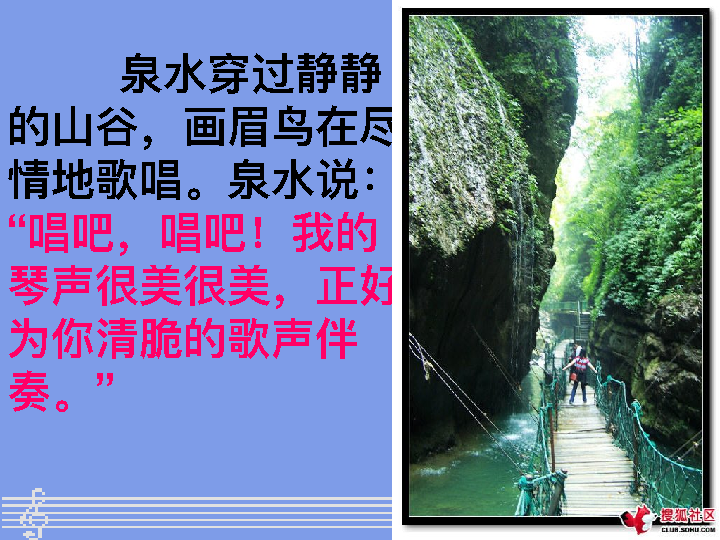 泉水穿过静静
的山谷，画眉鸟在尽
情地歌唱。泉水说：
“唱吧，唱吧！我的
琴声很美很美，正好
为你清脆的歌声伴
奏。”
搜狐社区
CLUB.SOHU.COM